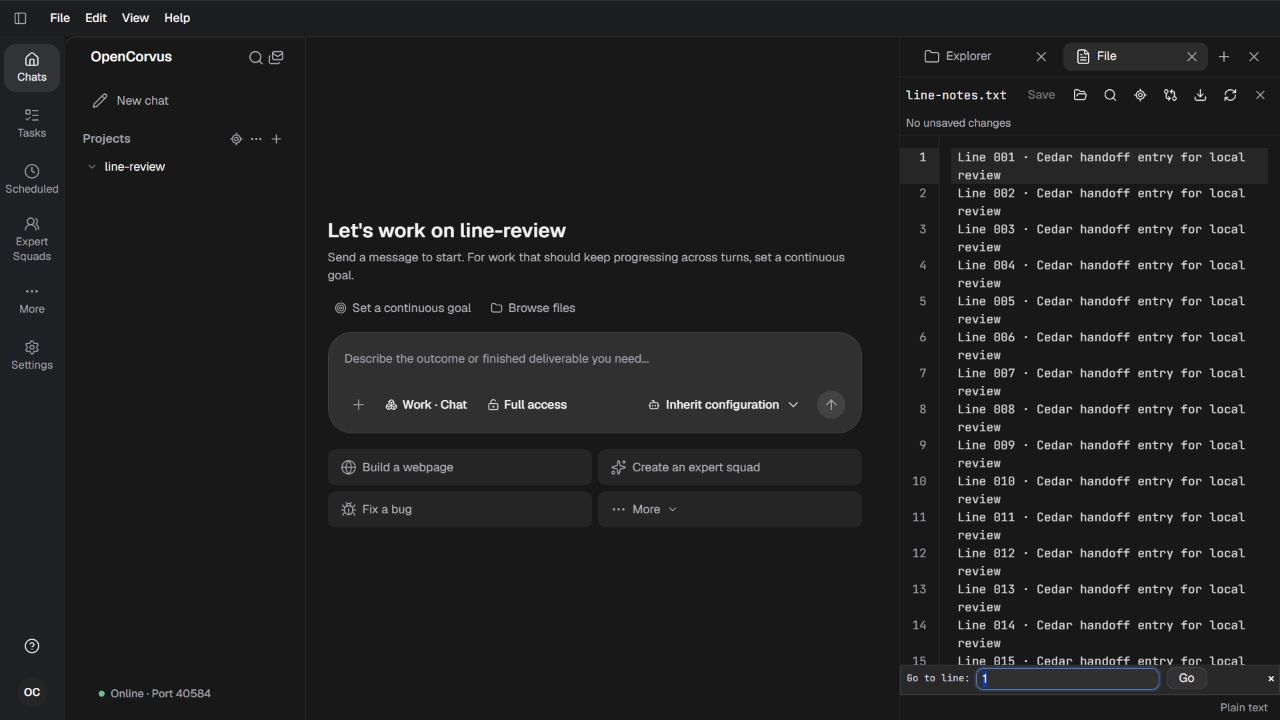 File Edit View Help
Chats
Tasks
Scheduled
Expert
Squads
More
Settings
OC
OpenCorvus
New chat
Projects
line-review
Online · Port 40584
Let's work on line-review
Send a message to start. For work that should keep progressing across turns, set a continuous
goal.
Set a continuous goal Browse files
Describe the outcome or finished deliverable you need...
Work · Chat Full access Inherit configuration
Build a webpage Create an expert squad
Fix a bug More
Explorer File
line-notes.txt Save
No unsaved changes
1 Line 001 · Cedar handoff entry for local
review
2 Line 002 · Cedar handoff entry for local
review
3 Line 003 · Cedar handoff entry for local
review
4 Line 004 · Cedar handoff entry for local
review
5 Line 005 · Cedar handoff entry for local
review
6 Line 006 · Cedar handoff entry for local
review
7 Line 007 · Cedar handoff entry for local
review
8 Line 008 · Cedar handoff entry for local
review
9 Line 009 · Cedar handoff entry for local
review
10 Line 010 · Cedar handoff entry for local
review
11 Line 011 · Cedar handoff entry for local
review
12 Line 012 · Cedar handoff entry for local
review
13 Line 013 · Cedar handoff entry for local
review
14 Line 014 · Cedar handoff entry for local
review
15 Line 015 · Cedar handoff entry for local
Go to line: 1 Go
Plain text